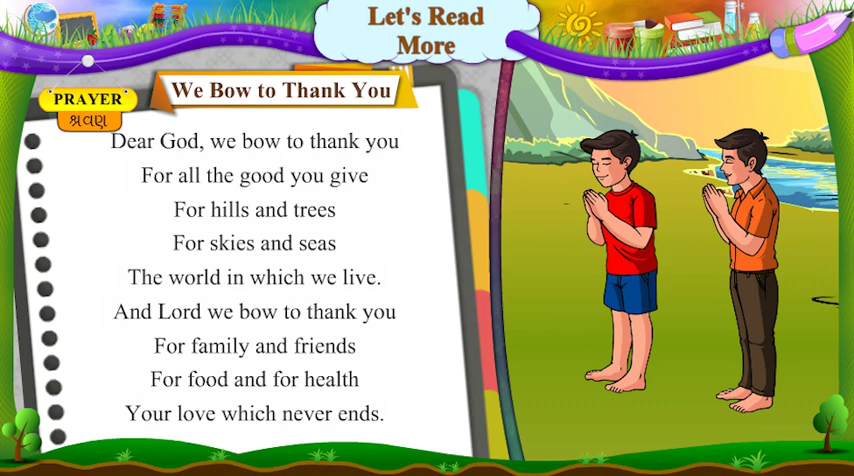 Let's Read
More
PRAYER
શ્રવણ
We Bow to Thank You
Dear God, we bow to thank you
For all the good you give
For hills and trees
For skies and seas
The world in which we live.
And Lord we bow to thank you
For family and friends
For food and for health
Your love which never ends.